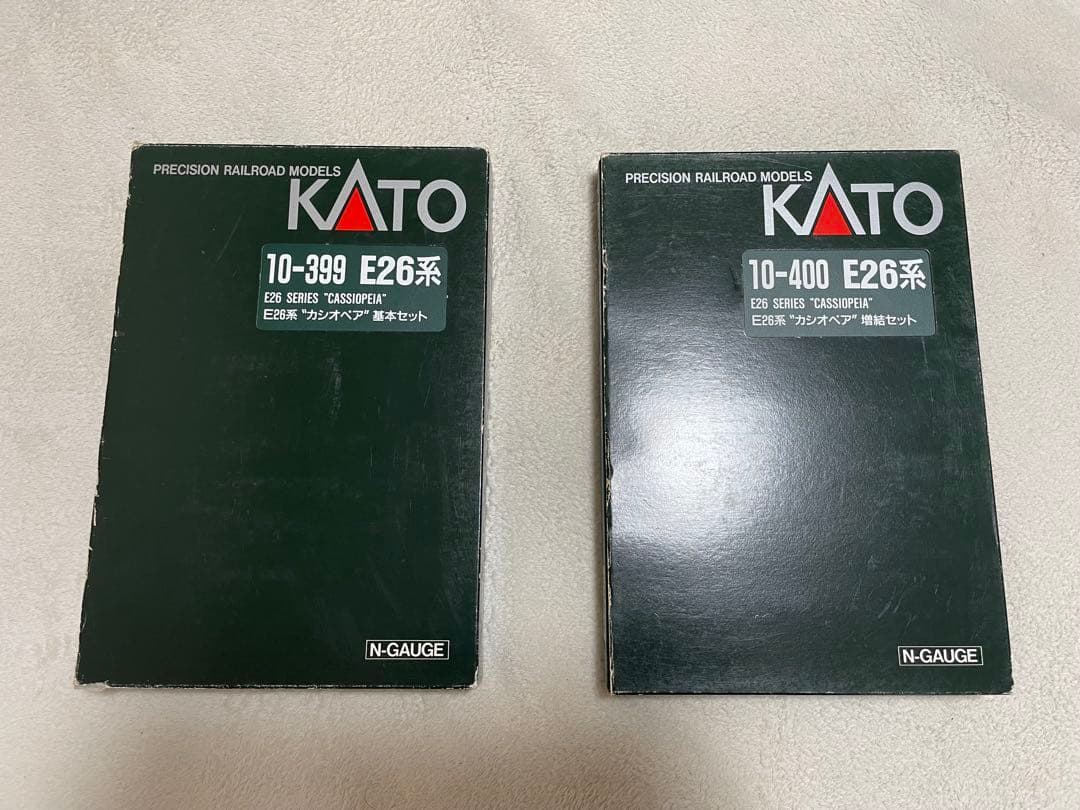 PRECISION RAILROAD MODELS
KATO
10-399 E26系
E26 SERIES "CASSIOPEIA"
E26系 "カシオペア" 基本セット
N-GAUGE
PRECISION RAILROAD MODELS
KATO
10-400 E26系
E26 SERIES "CASSIOPEIA"
E26系 "カシオペア" 増結セット
N-GAUGE